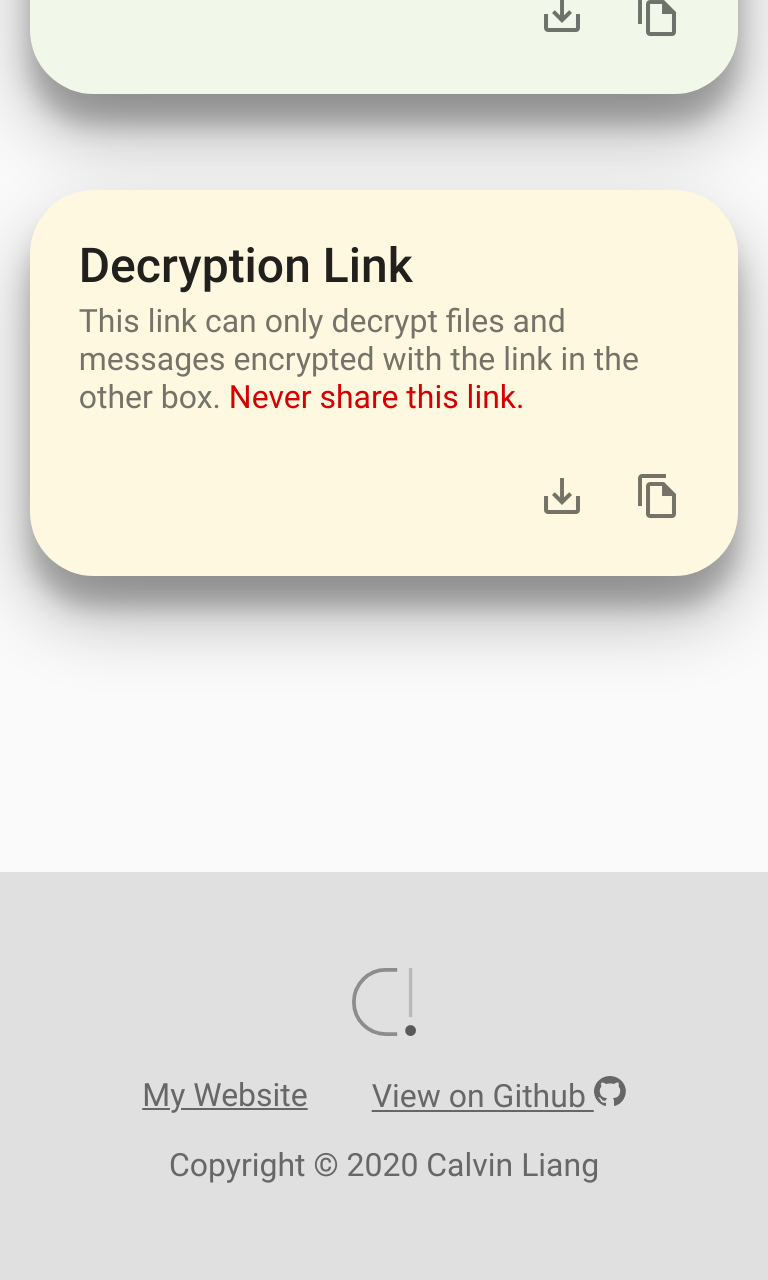 Decryption Link
This link can only decrypt files and
messages encrypted with the link in the
other box. Never share this link.
My Website
View on Github
Copyright © 2020 Calvin Liang